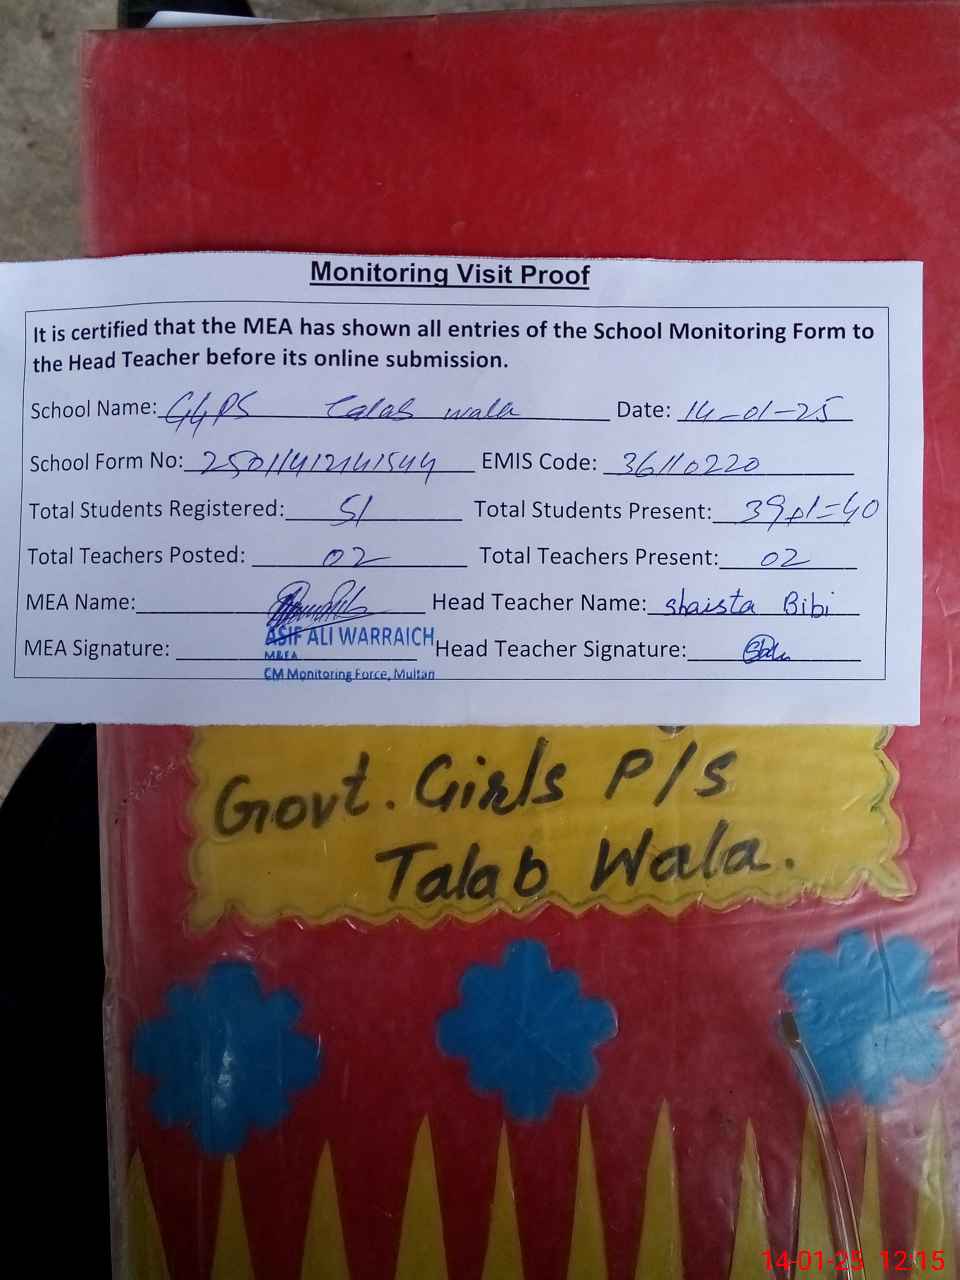 Monitoring Visit Proof
It is certified that the MEA has shown all entries of the School Monitoring Form to
the Head Teacher before its online submission.
School Name: GGPS Talab wala Date: 14-01-25
School Form No: 25011412141544 EMIS Code: 36110220
Total Students Registered: 51 Total Students Present: 39+1=40
Total Teachers Posted: 02 Total Teachers Present: 02
MEA Name: Head Teacher Name: Shaista Bibi
ASIF ALI WARRAICH
MEA Signature: Head Teacher Signature:
M&EA
CM Monitoring Force, Multan
Govt. Girls P/S
Talab Wala.
14-01-25 12:15